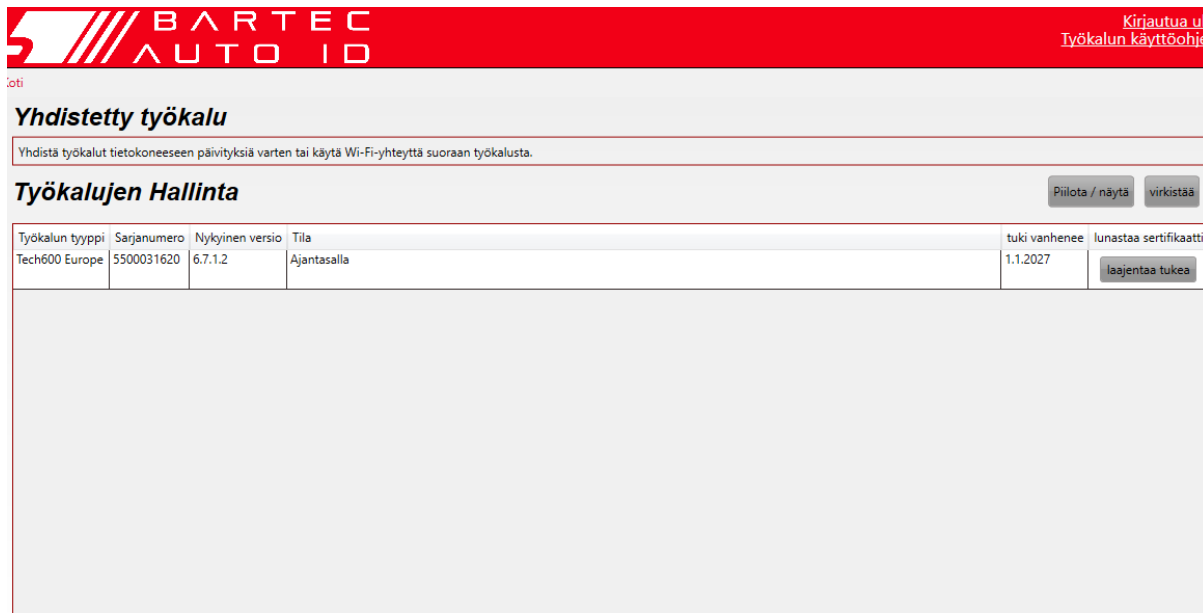 BARTEC
AUTO ID
Kirjautua u
Työkalun käyttöohje
Koti
Yhdistetty työkalu
Yhdistä työkalut tietokoneeseen päivityksiä varten tai käytä Wi-Fi-yhteyttä suoraan työkalusta.
Työkalujen Hallinta
Piilota / näytä virkistää
Työkalun tyyppi Sarjanumero Nykyinen versio Tila tuki vanhenee lunastaa sertifikaatti
Tech600 Europe 5500031620 6.7.1.2 Ajantasalla 1.1.2027 laajentaa tukea